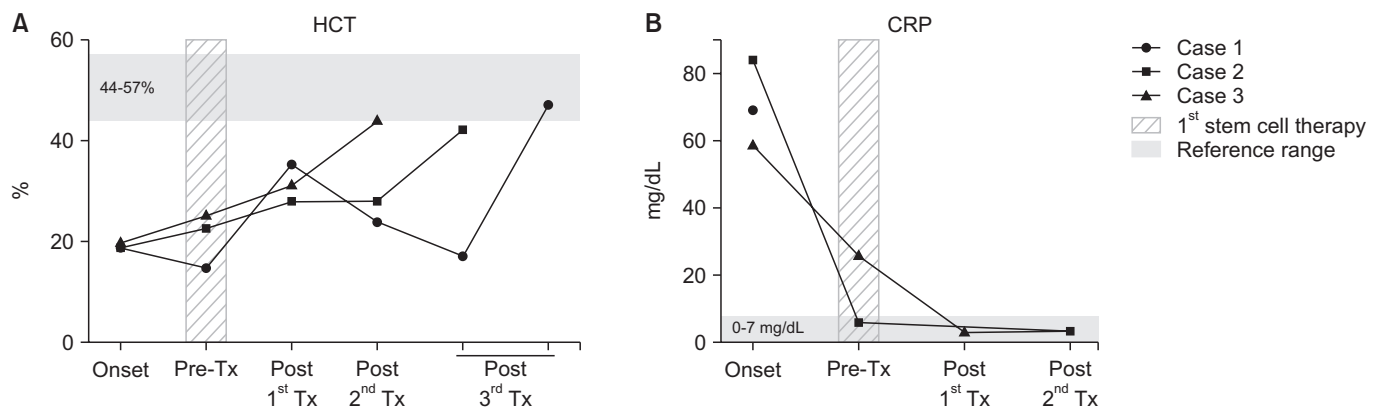 A
HCT
60
40
20
0
%
44-57%
Onset
Pre-Tx
Post
1st Tx
Post
2nd Tx
Post
3rd Tx
B
CRP
80
60
40
20
0
mg/dL
0-7 mg/dL
Onset
Pre-Tx
Post
1st Tx
Post
2nd Tx
Case 1
Case 2
Case 3
1st stem cell therapy
Reference range